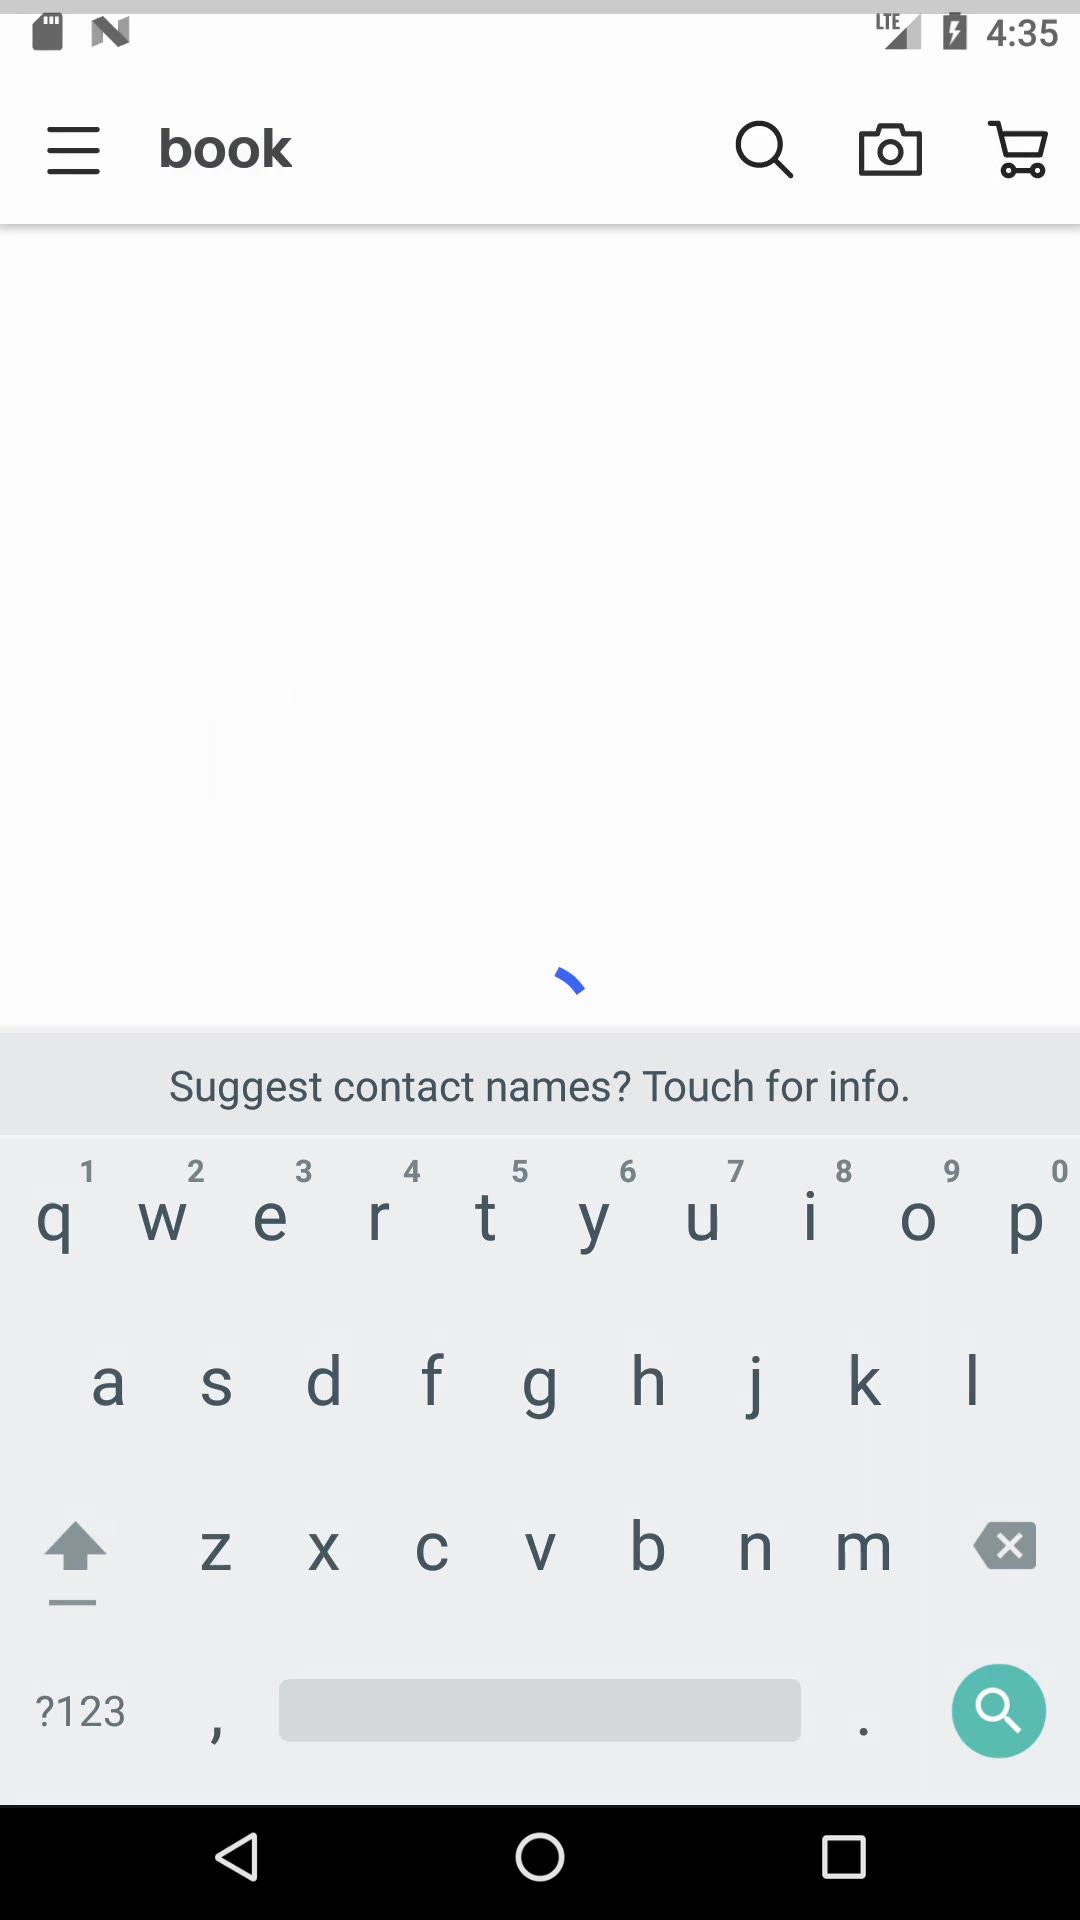 LTE 4:35
book
Suggest contact names? Touch for info.
1 2 3 4 5 6 7 8 9 0
q w e r t y u i o p
a s d f g h j k l
z x c v b n m
?123 , .